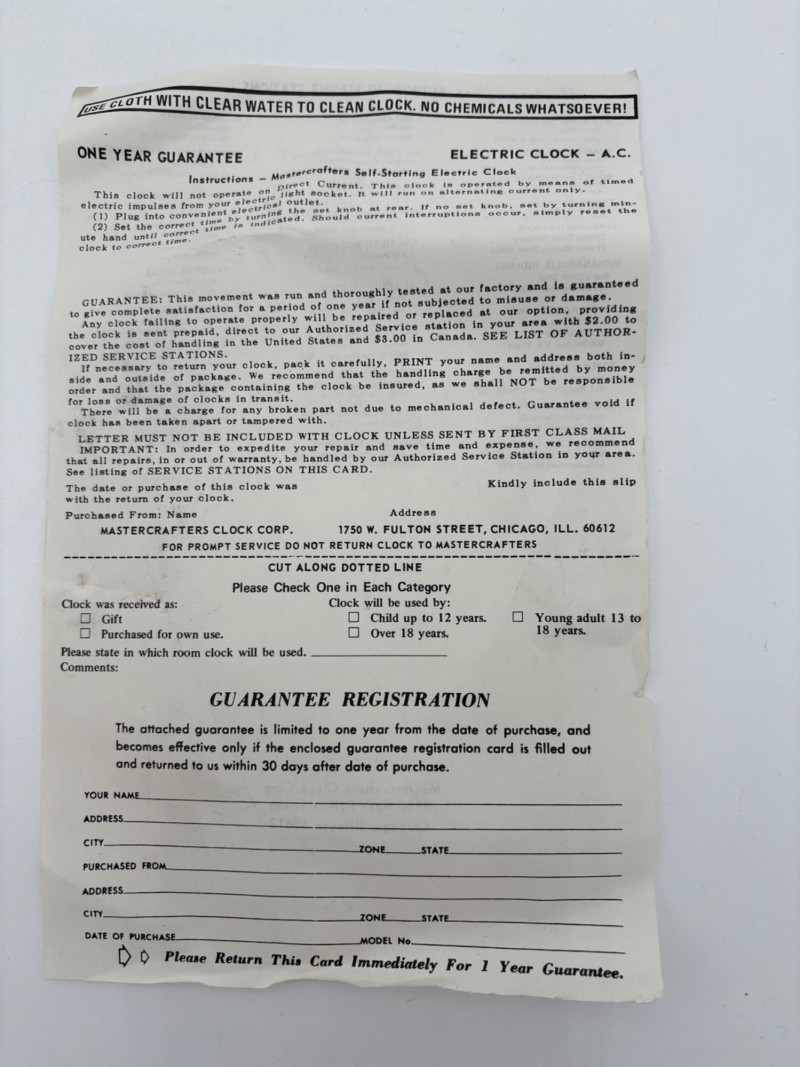 USE CLOTH WITH CLEAR WATER TO CLEAN CLOCK. NO CHEMICALS WHATSOEVER!
ONE YEAR GUARANTEE ELECTRIC CLOCK – A.C.
Instructions – Mastercrafters Self-Starting Electric Clock
This clock will not operate on Direct Current. This clock is operated by means of timed
electric impulses from your electric light socket. It will run on alternating current only.
(1) Plug into convenient electrical outlet.
(2) Set the correct time by turning the set knob at rear. If no set knob, set by turning min-
ute hand until correct time is indicated. Should current interruptions occur, simply reset the
clock to correct time.
GUARANTEE: This movement was run and thoroughly tested at our factory and is guaranteed
to give complete satisfaction for a period of one year if not subjected to misuse or damage.
Any clock failing to operate properly will be repaired or replaced at our option, providing
the clock is sent prepaid, direct to our Authorized Service station in your area with $2.00 to
cover the cost of handling in the United States and $3.00 in Canada. SEE LIST OF AUTHOR-
IZED SERVICE STATIONS.
If necessary to return your clock, pack it carefully, PRINT your name and address both in-
side and outside of package. We recommend that the handling charge be remitted by money
order and that the package containing the clock be insured, as we shall NOT be responsible
for loss or damage of clocks in transit.
There will be a charge for any broken part not due to mechanical defect. Guarantee void if
clock has been taken apart or tampered with.
LETTER MUST NOT BE INCLUDED WITH CLOCK UNLESS SENT BY FIRST CLASS MAIL
IMPORTANT: In order to expedite your repair and save time and expense, we recommend
that all repairs, in or out of warranty, be handled by our Authorized Service Station in your area.
See listing of SERVICE STATIONS ON THIS CARD.
The date or purchase of this clock was Kindly include this slip
with the return of your clock.
Purchased From: Name Address
MASTERCRAFTERS CLOCK CORP. 1750 W. FULTON STREET, CHICAGO, ILL. 60612
FOR PROMPT SERVICE DO NOT RETURN CLOCK TO MASTERCRAFTERS
CUT ALONG DOTTED LINE
Please Check One in Each Category
Clock was received as: Clock will be used by:
☐ Gift ☐ Child up to 12 years. ☐ Young adult 13 to
☐ Purchased for own use. ☐ Over 18 years. 18 years.
Please state in which room clock will be used.
Comments:
GUARANTEE REGISTRATION
The attached guarantee is limited to one year from the date of purchase, and
becomes effective only if the enclosed guarantee registration card is filled out
and returned to us within 30 days after date of purchase.
YOUR NAME
ADDRESS
CITY ZONE STATE
PURCHASED FROM
ADDRESS
CITY ZONE STATE
DATE OF PURCHASE MODEL No.
Please Return This Card Immediately For 1 Year Guarantee.